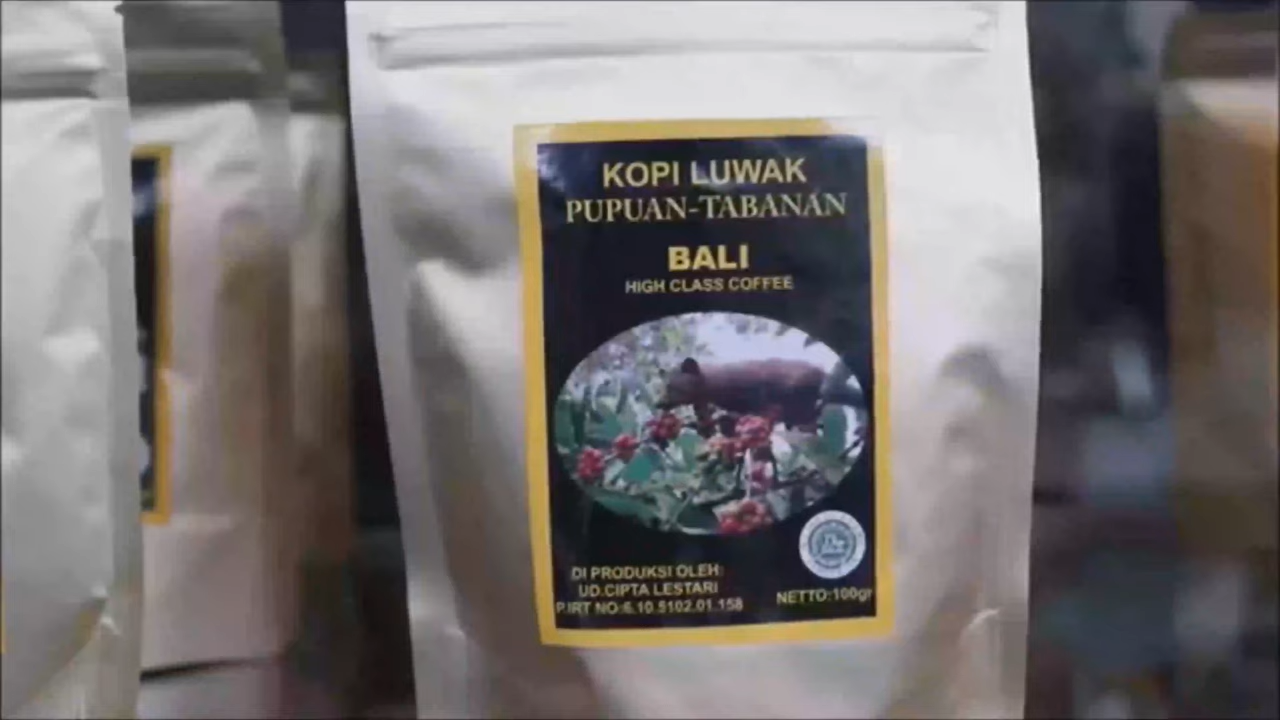 KOPI LUWAK
PUPUAN-TABANAN
BALI
HIGH CLASS COFFEE
DI PRODUKSI OLEH:
UD.CIPTA LESTARI
P.IRT NO:6.10.5102.01.158
NETTO:100gr